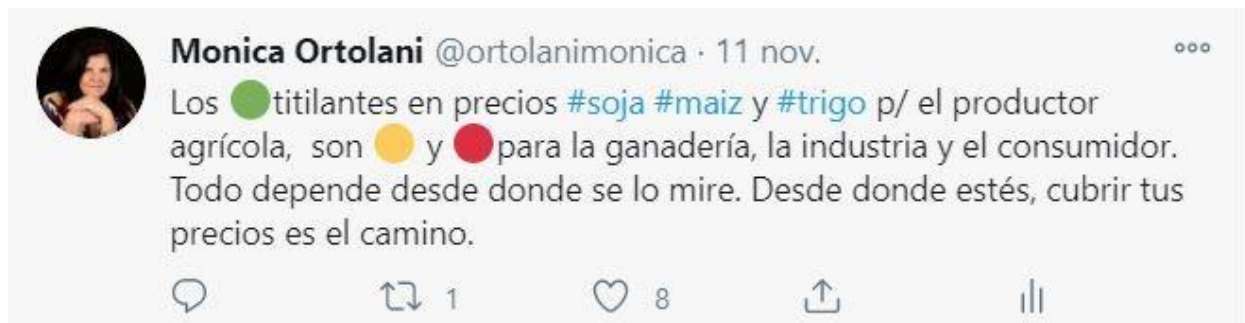 Monica Ortolani @ortolanimonica · 11 nov.
Los 🟢titilantes en precios #soja #maiz y #trigo p/ el productor
agrícola,  son 🟡 y 🔴para la ganadería, la industria y el consumidor.
Todo depende desde donde se lo mire. Desde donde estés, cubrir tus
precios es el camino.
1 8